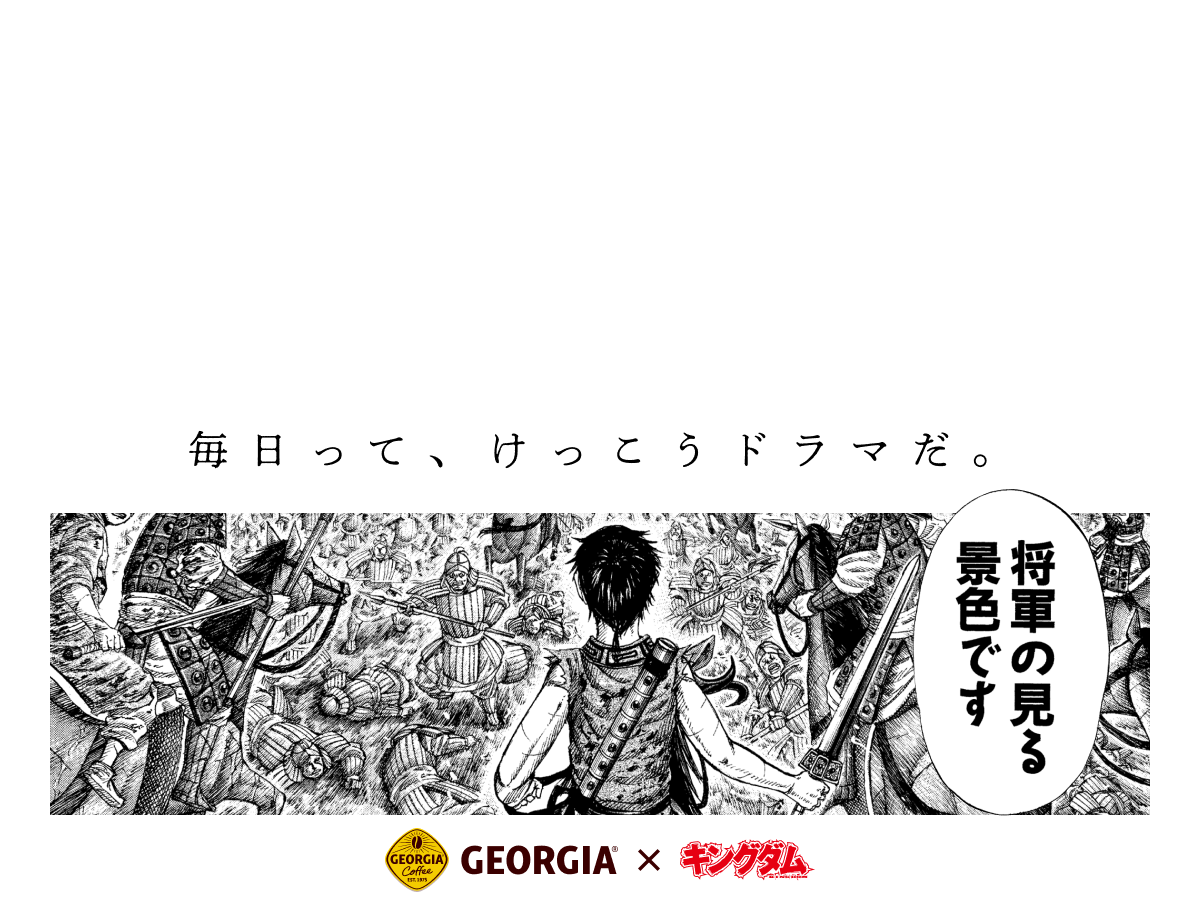 毎日って、けっこうドラマだ。
将軍の見る
景色です
GEORGIA
Coffee
EST. 1975
GEORGIA® × キングダム